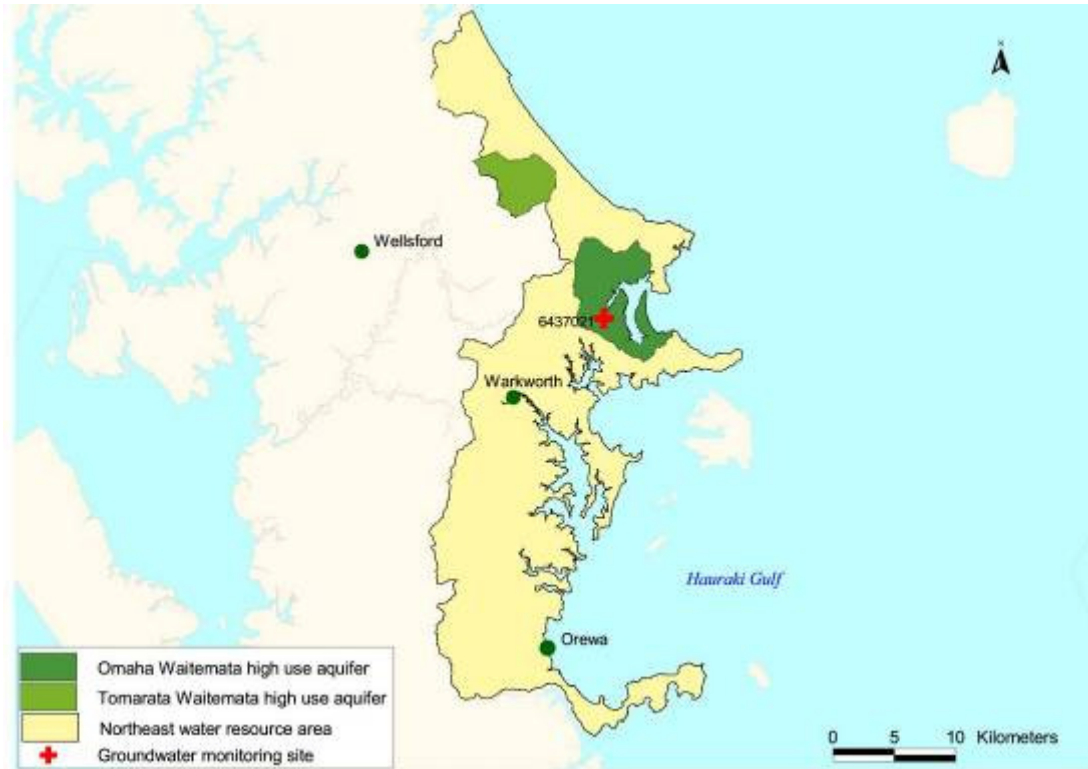 Wellsford
6437021
Warkworth
Hauraki Gulf
Orewa
Omaha Waitemata high use aquifer
Tomarata Waitemata high use aquifer
Northeast water resource area
Groundwater monitoring site
0 5 10 Kilometers